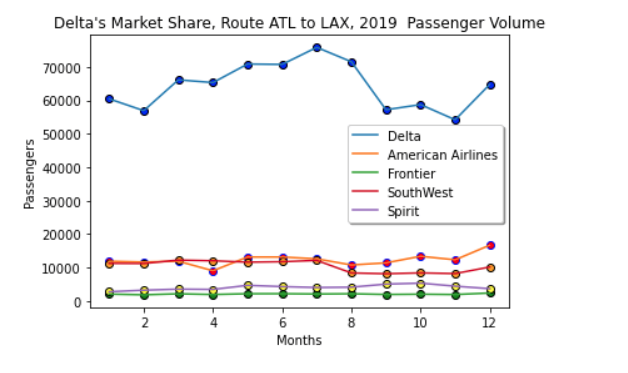 Delta's Market Share, Route ATL to LAX, 2019  Passenger Volume
70000
60000
50000
40000
30000
20000
10000
0
Passengers
Delta
American Airlines
Frontier
SouthWest
Spirit
2 4 6 8 10 12
Months